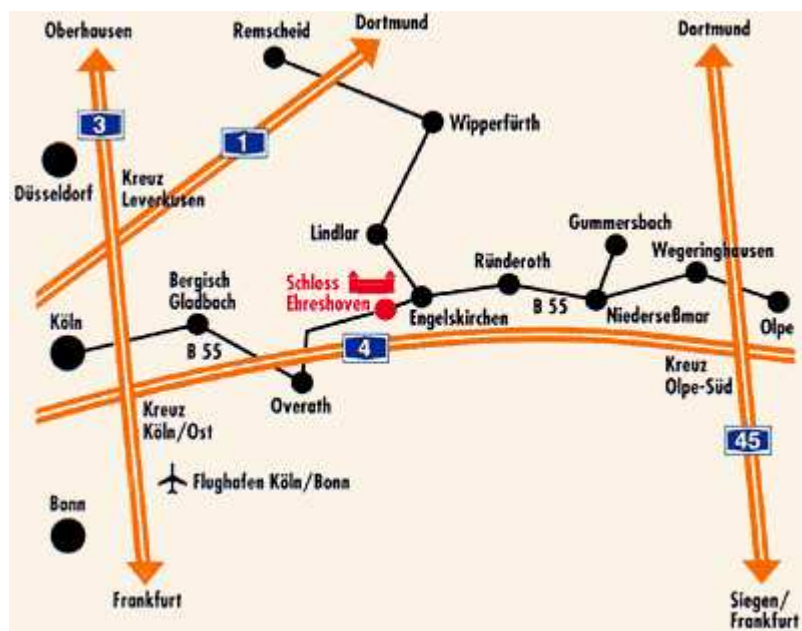 Oberhausen
Remscheid
Dortmund
Dortmund
3
1
Wipperfürth
Düsseldorf
Kreuz
Leverkusen
Lindlar
Gummersbach
Ründeroth
Wegeringhausen
Bergisch
Gladbach
Schloss
Ehreshoven
Engelskirchen
B 55
Niederseßmar
Olpe
Köln
B 55
4
Kreuz
Olpe-Süd
Overath
Kreuz
Köln/Ost
45
Flughafen Köln/Bonn
Bonn
Frankfurt
Siegen/
Frankfurt